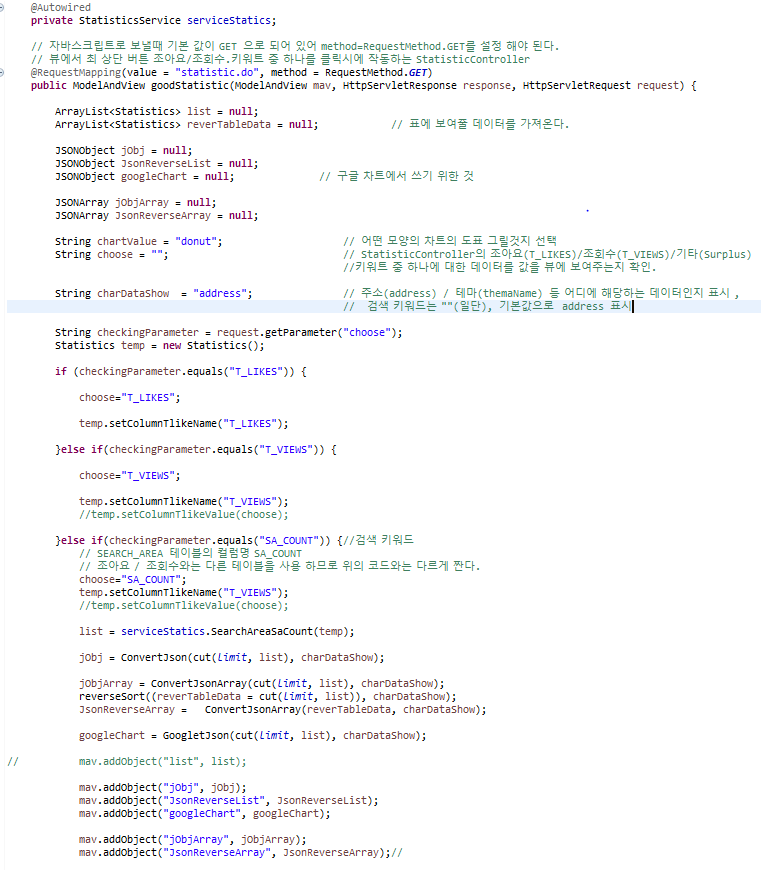 @Autowired
private StatisticsService serviceStatics;
// 자바스크립트로 보낼때 기본 값이 GET 으로 되어 있어 method=RequestMethod.GET를 설정 해야 된다.
// 뷰에서 최 상단 버튼 조아요/조회수.키워트 중 하나를 클릭시에 작동하는 StatisticController
@RequestMapping(value = "statistic.do", method = RequestMethod.GET)
public ModelAndView goodStatistic(ModelAndView mav, HttpServletResponse response, HttpServletRequest request) {
ArrayList<Statistics> list = null;
ArrayList<Statistics> reverTableData = null; // 표에 보여쭐 데이터를 가져온다.
JSONObject jObj = null;
JSONObject JsonReverseList = null;
JSONObject googleChart = null; // 구글 차트에서 쓰기 위한 것
JSONArray jObjArray = null;
JSONArray JsonReverseArray = null;
String chartValue = "donut"; // 어떤 모양의 차트의 도표 그릴것지 선택
String choose = ""; // StatisticController의 조아요(T_LIKES)/조회수(T_VIEWS)/기타(Surplus)
//키워트 중 하나에 대한 데이터를 값을 뷰에 보여주는지 확인.
String charDataShow = "address"; // 주소(address) / 테마(themaName) 등 어디에 해당하는 데이터인지 표시 ,
// 검색 키워드는 ""(일단), 기본값으로 address 표시
String checkingParameter = request.getParameter("choose");
Statistics temp = new Statistics();
if (checkingParameter.equals("T_LIKES")) {
choose="T_LIKES";
temp.setColumnTlikeName("T_LIKES");
}else if(checkingParameter.equals("T_VIEWS")) {
choose="T_VIEWS";
temp.setColumnTlikeName("T_VIEWS");
//temp.setColumnTlikeValue(choose);
}else if(checkingParameter.equals("SA_COUNT")) {//검색 키워드
// SEARCH_AREA 테이블의 컬럼명 SA_COUNT
// 조아요 / 조회수와는 다른 테이블을 사용 하므로 위의 코드와는 다르게 짠다.
choose="SA_COUNT";
temp.setColumnTlikeName("T_VIEWS");
//temp.setColumnTlikeValue(choose);
list = serviceStatics.SearchAreaSaCount(temp);
jObj = ConvertJson(cut(limit, list), charDataShow);
jObjArray = ConvertJsonArray(cut(limit, list), charDataShow);
reverseSort((reverTableData = cut(limit, list)), charDataShow);
JsonReverseArray = ConvertJsonArray(reverTableData, charDataShow);
googleChart = GoogletJson(cut(limit, list), charDataShow);
// mav.addObject("list", list);
mav.addObject("jObj", jObj);
mav.addObject("JsonReverseList", JsonReverseList);
mav.addObject("googleChart", googleChart);
mav.addObject("jObjArray", jObjArray);
mav.addObject("JsonReverseArray", JsonReverseArray);//